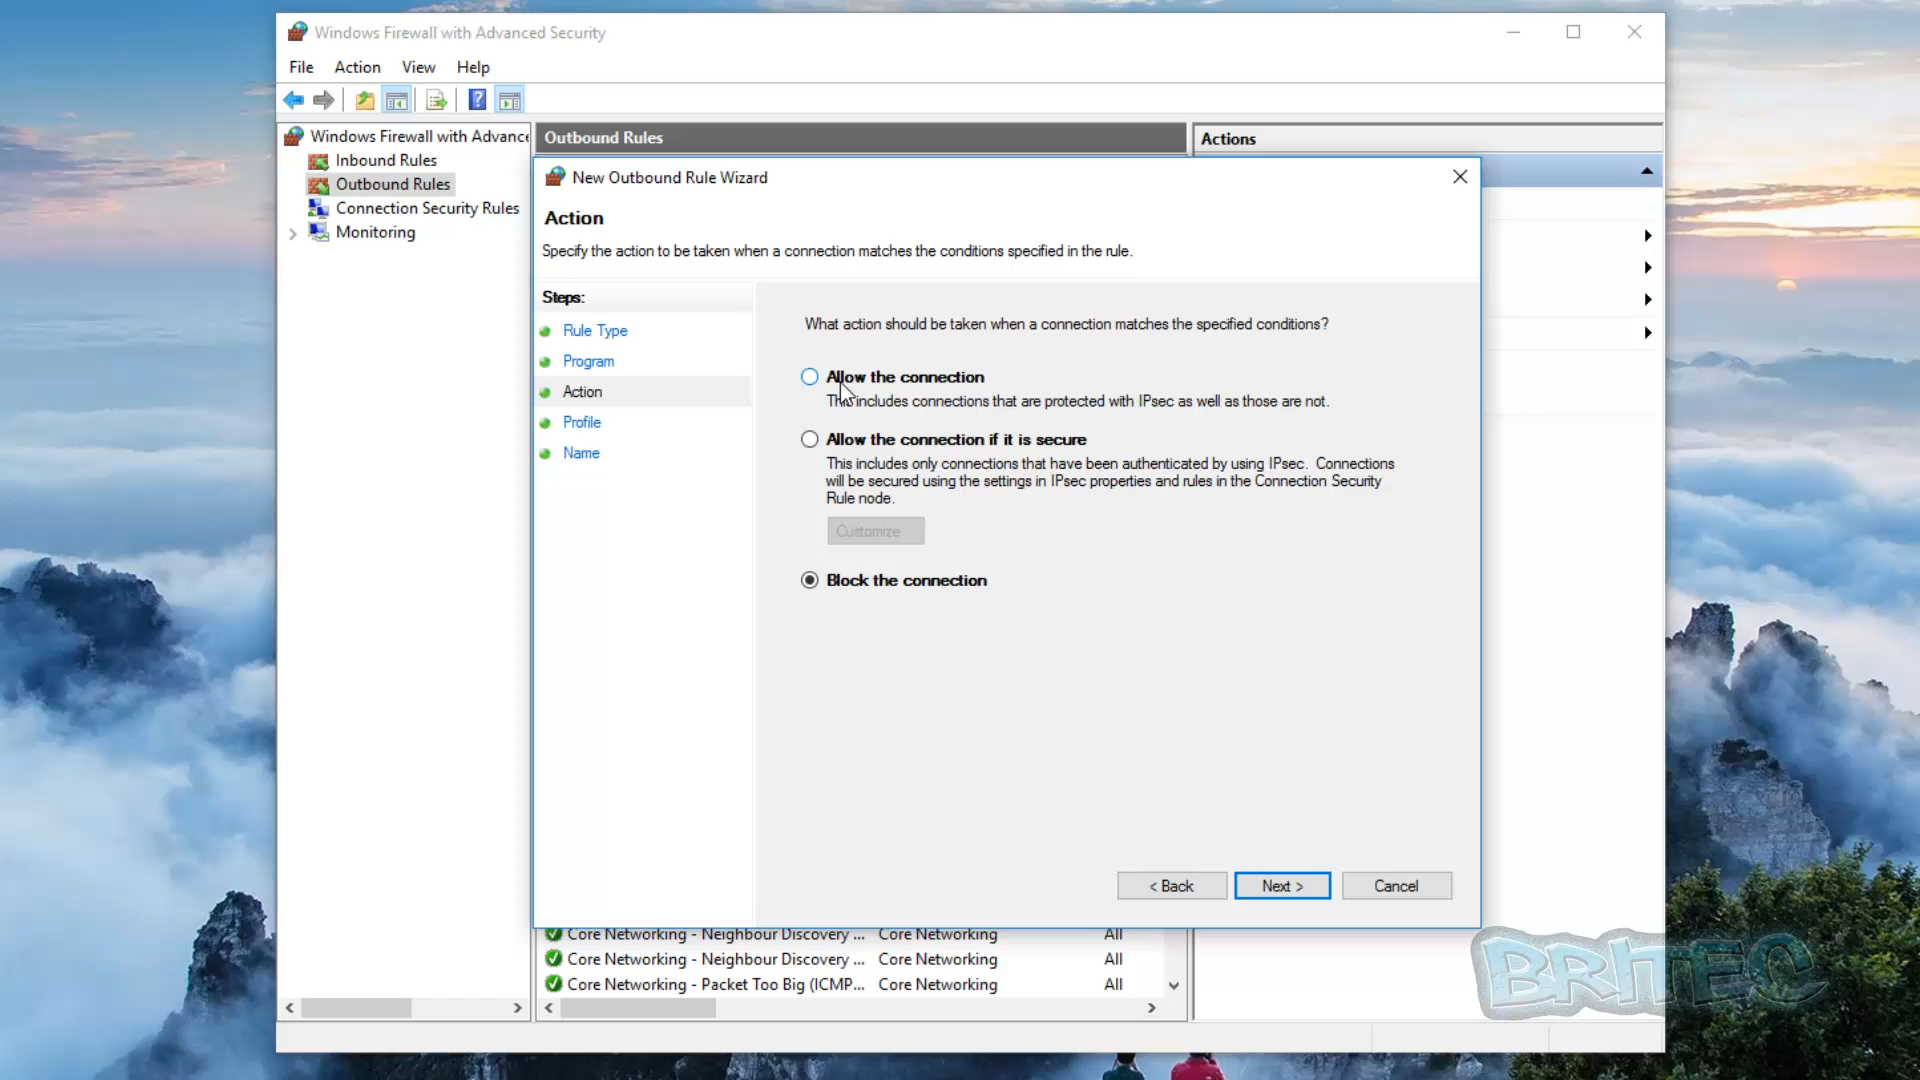 Windows Firewall with Advanced Security
File Action View Help
Windows Firewall with Advance
Inbound Rules
Outbound Rules
Connection Security Rules
Monitoring
Outbound Rules
Actions
New Outbound Rule Wizard
Action
Specify the action to be taken when a connection matches the conditions specified in the rule.
Steps:
Rule Type
Program
Action
Profile
Name
What action should be taken when a connection matches the specified conditions?
Allow the connection
This includes connections that are protected with IPsec as well as those are not.
Allow the connection if it is secure
This includes only connections that have been authenticated by using IPsec. Connections
will be secured using the settings in IPsec properties and rules in the Connection Security
Rule node.
Customize
Block the connection
< Back Next > Cancel
Core Networking - Neighbour Discovery ... Core Networking All
Core Networking - Neighbour Discovery ... Core Networking All
Core Networking - Packet Too Big (ICMP... Core Networking All
BRITEC